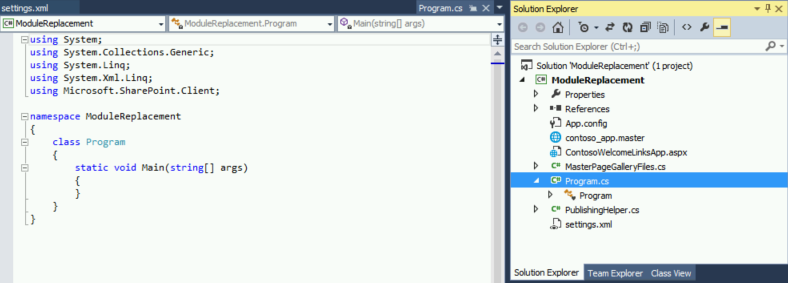 settings.xml
Program.cs
ModuleReplacement
ModuleReplacement.Program
Main(string[] args)
using System;
using System.Collections.Generic;
using System.Linq;
using System.Xml.Linq;
using Microsoft.SharePoint.Client;
namespace ModuleReplacement
{
class Program
{
static void Main(string[] args)
{
}
}
}
Solution Explorer
Search Solution Explorer (Ctrl+;)
Solution 'ModuleReplacement' (1 project)
C# ModuleReplacement
Properties
References
App.config
contoso_app.master
ContosoWelcomeLinksApp.aspx
C# MasterPageGalleryFiles.cs
C# Program.cs
Program
C# PublishingHelper.cs
settings.xml
Solution Explorer
Team Explorer
Class View